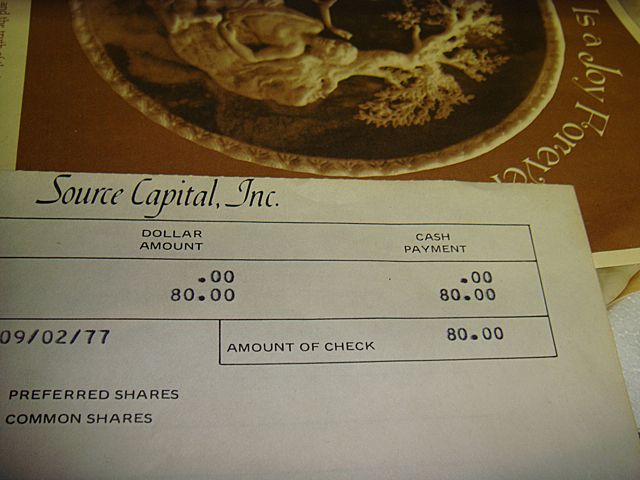 Is a Joy Forever
Source Capital, Inc.
DOLLAR AMOUNT CASH PAYMENT
.00 .00
80.00 80.00
09/02/77 AMOUNT OF CHECK 80.00
PREFERRED SHARES
COMMON SHARES